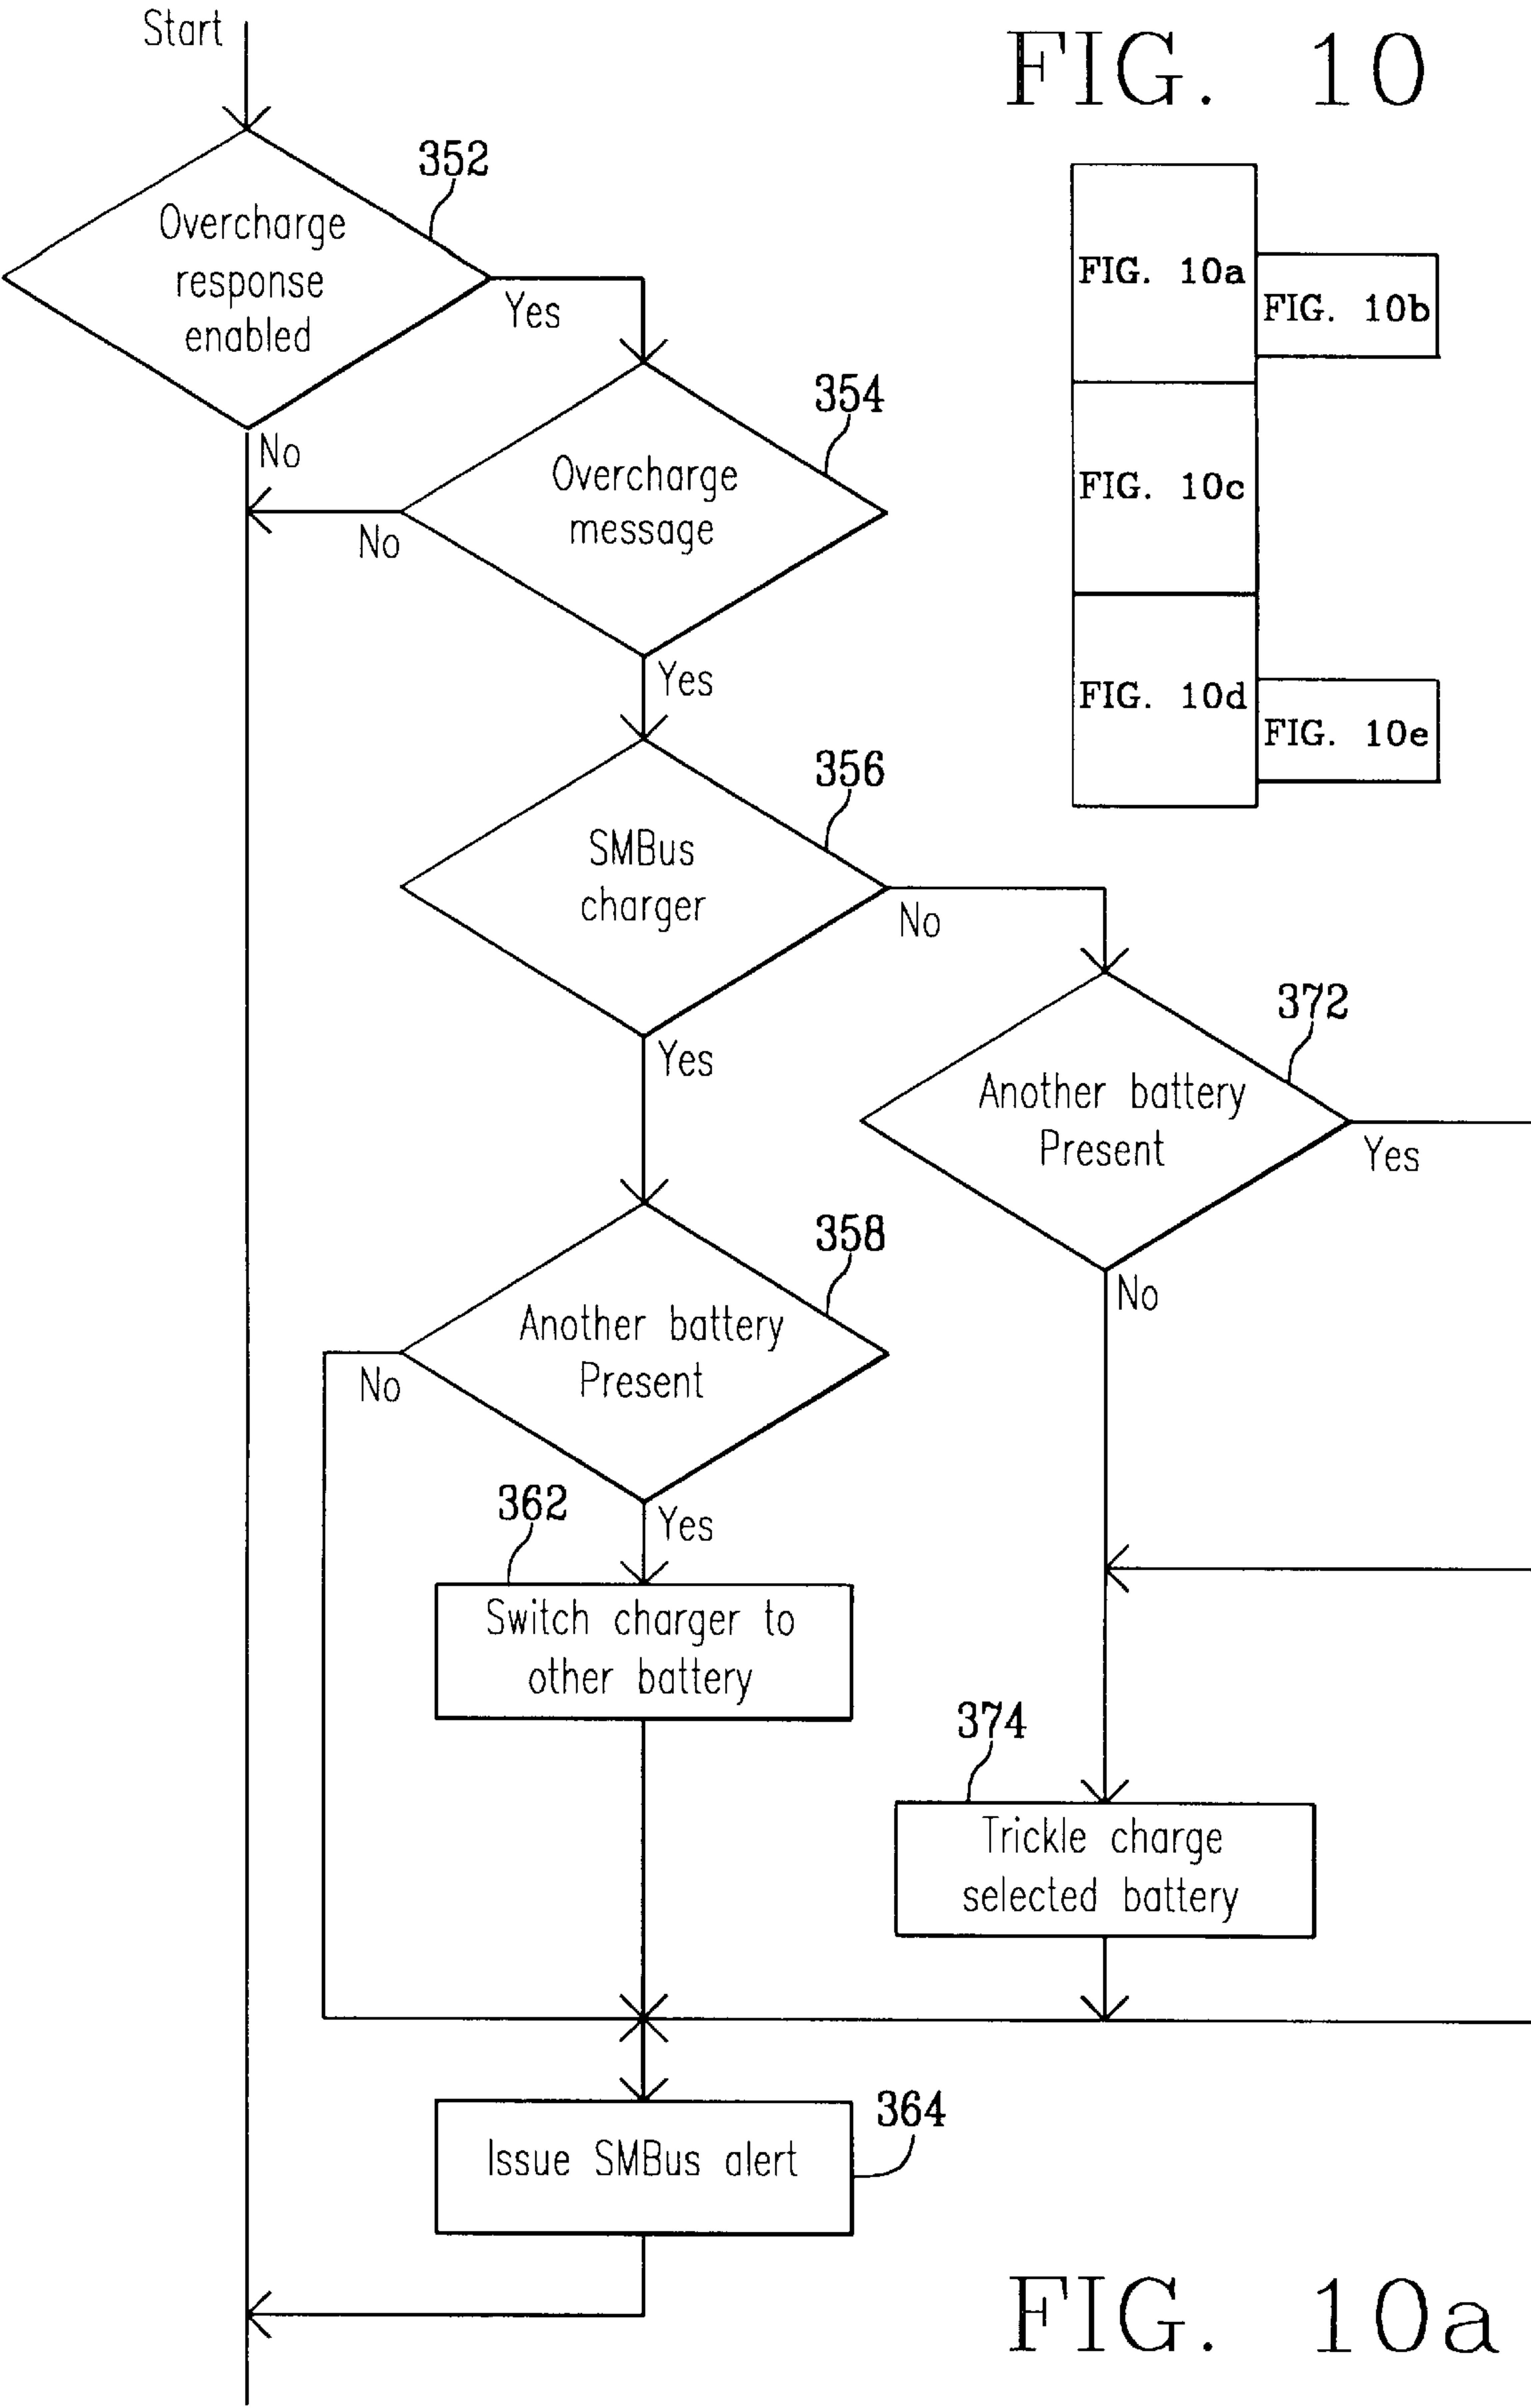 Start
FIG. 10
352
Overcharge
response
enabled
Yes
No
FIG. 10a
FIG. 10b
FIG. 10c
FIG. 10d
FIG. 10e
354
Overcharge
message
No
Yes
356
SMBus
charger
No
Yes
372
Another battery
Present
Yes
No
358
Another battery
Present
No
Yes
362
Switch charger to
other battery
374
Trickle charge
selected battery
364
Issue SMBus alert
FIG. 10a